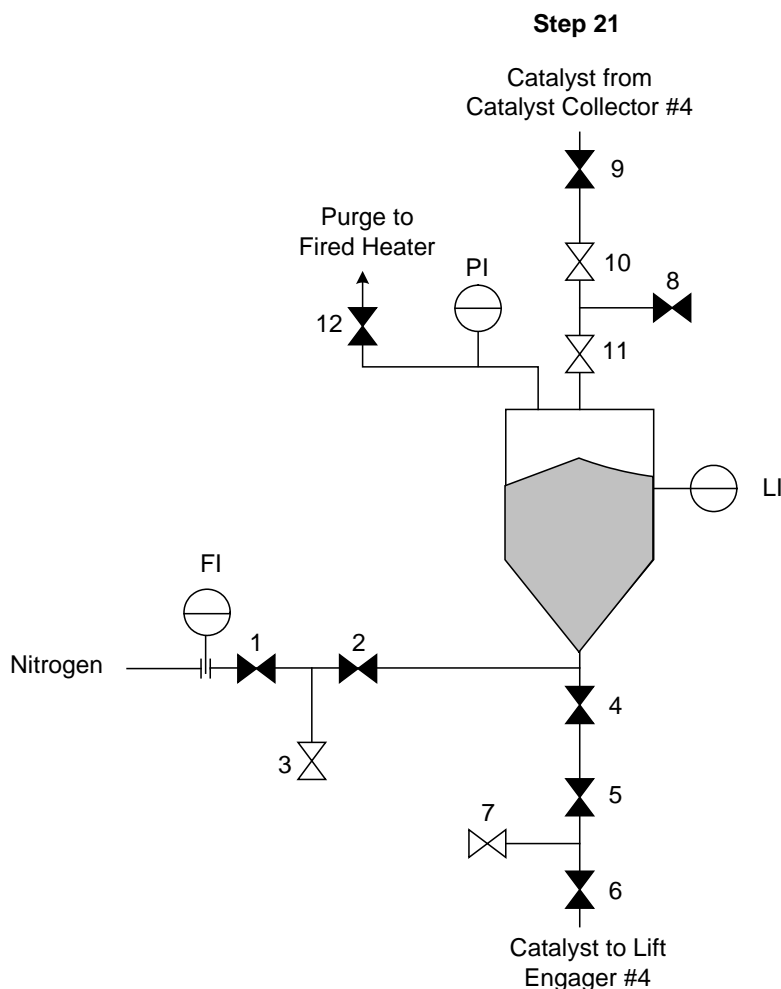 Step 21
Catalyst from
Catalyst Collector #4
9
Purge to
Fired Heater
PI
10
8
12
11
LI
FI
Nitrogen
1
2
4
3
5
7
6
Catalyst to Lift
Engager #4